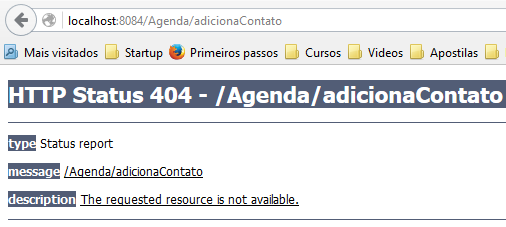 localhost:8084/Agenda/adicionaContato
Mais visitados Startup Primeiros passos Cursos Videos Apostilas
HTTP Status 404 - /Agenda/adicionaContato
type Status report
message /Agenda/adicionaContato
description The requested resource is not available.